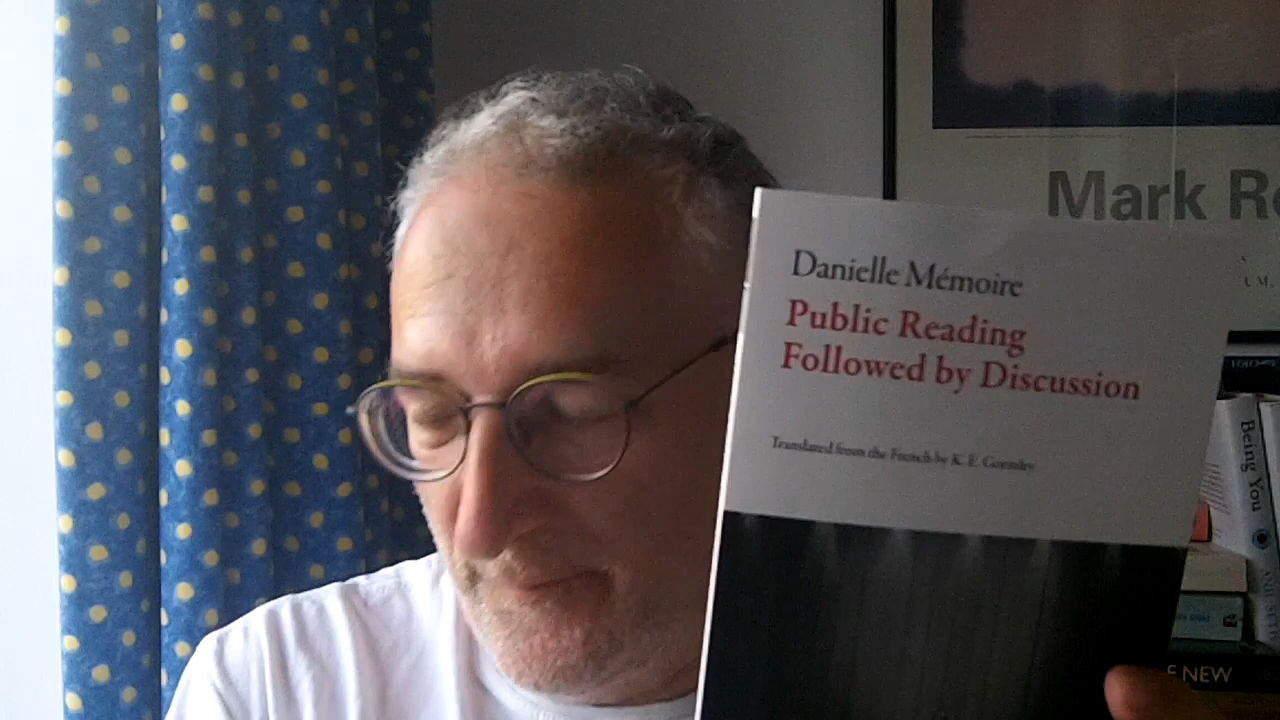 Mark R
Danielle Mémoire
Public Reading
Followed by Discussion
Translated from the French by K. E. Gormley
Being You
NEW